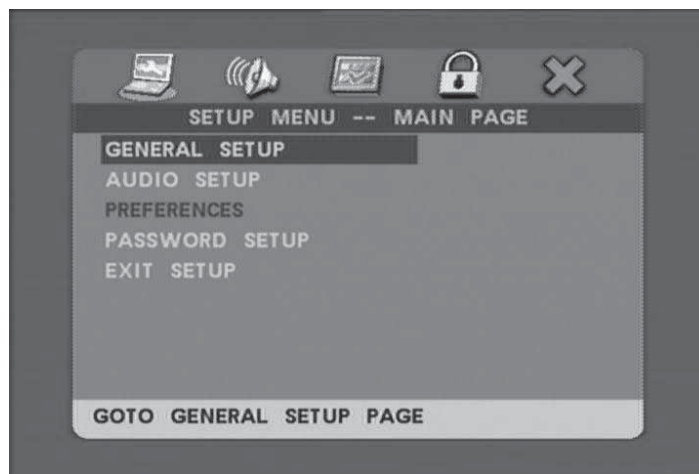 SETUP MENU -- MAIN PAGE
GENERAL SETUP
AUDIO SETUP
PREFERENCES
PASSWORD SETUP
EXIT SETUP
GOTO GENERAL SETUP PAGE